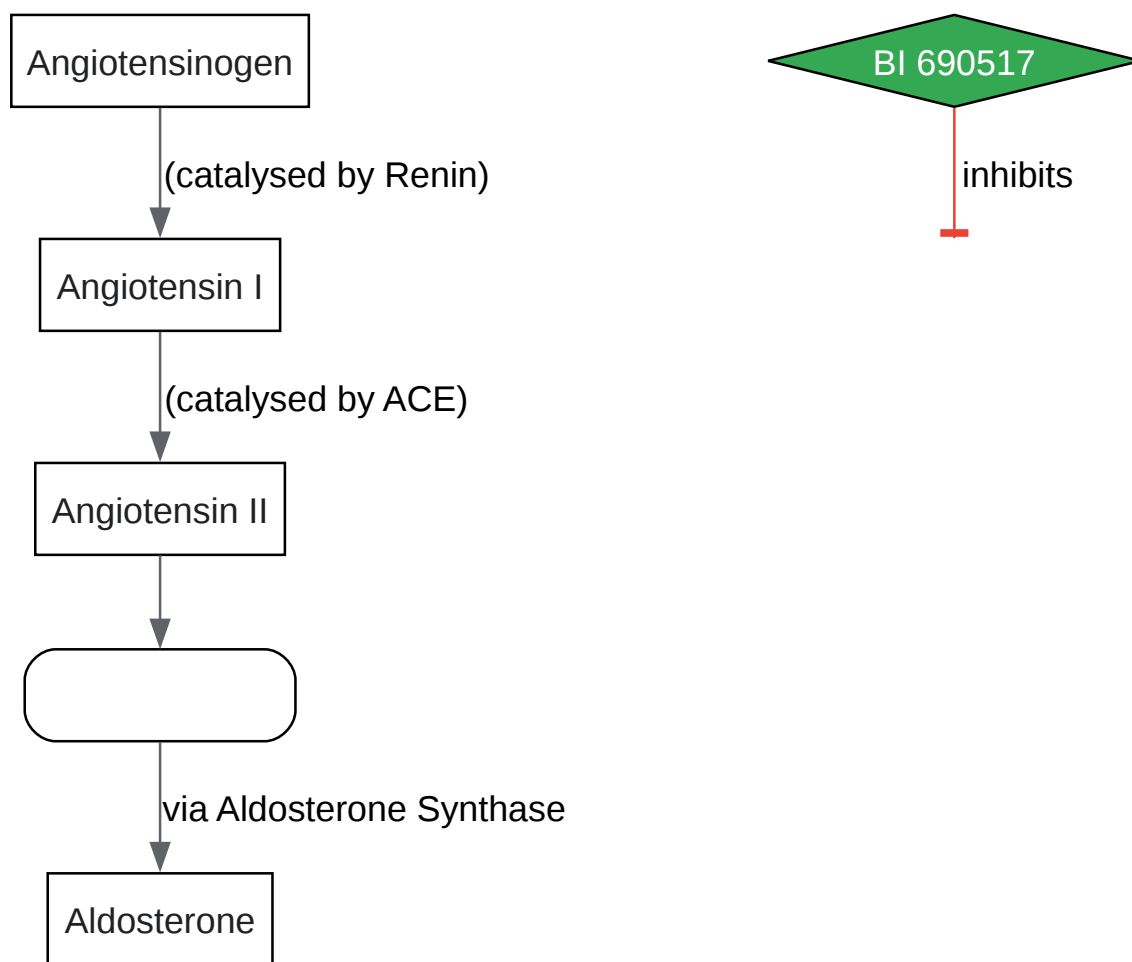 Angiotensinogen
BI 690517
(catalysed by Renin)
inhibits
Angiotensin I
(catalysed by ACE)
Angiotensin II
via Aldosterone Synthase
Aldosterone